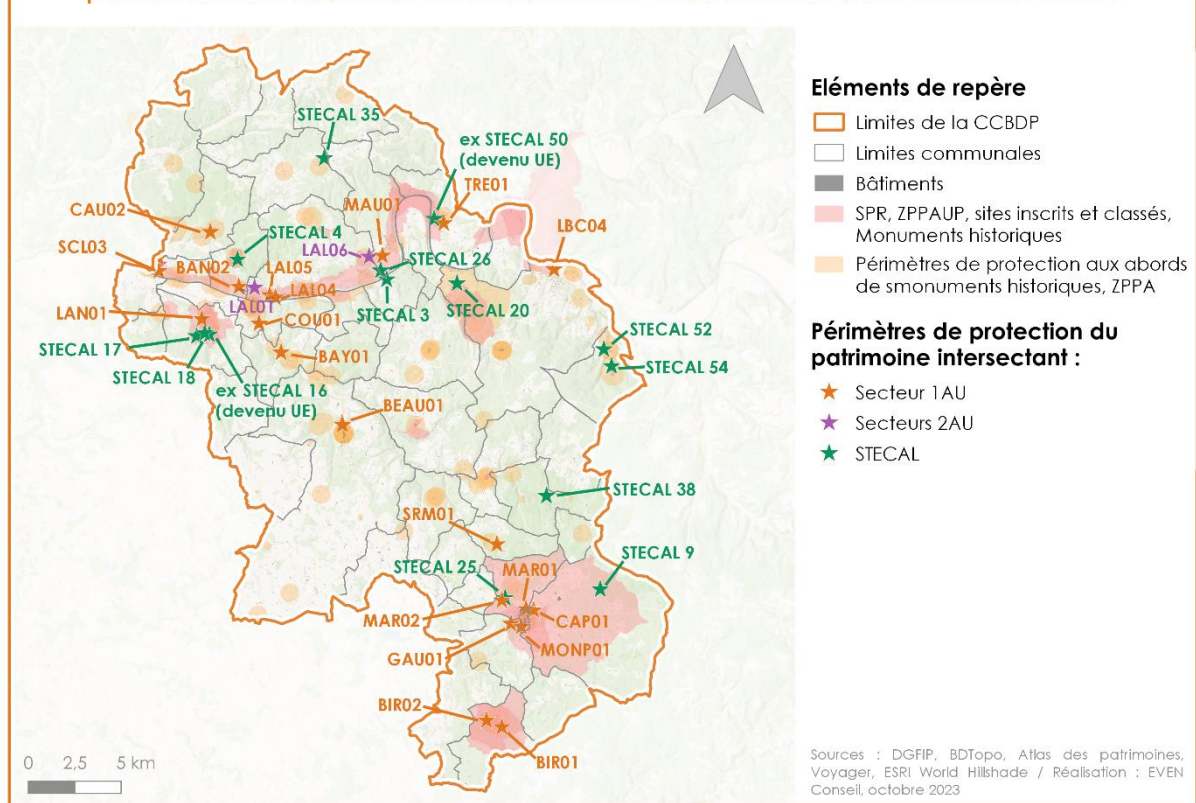 STECAL 35
ex STECAL 50
(devenu UE)
TRE01
MAU01
CAU02
LBC04
STECAL 4
SCL03
LAL06
BAN02
LAL05
STECAL 26
LAL04
LAL01
LAN01
COU01
STECAL 3
STECAL 20
STECAL 52
STECAL 17
BAY01
STECAL 54
STECAL 18
ex STECAL 16
(devenu UE)
BEAU01
STECAL 38
SRM01
STECAL 9
STECAL 25
MAR01
MAR02
CAP01
GAU01
MONP01
BIR02
BIR01
0 2,5 5 km
Eléments de repère
Limites de la CCBDP
Limites communales
Bâtiments
SPR, ZPPAUP, sites inscrits et classés,
Monuments historiques
Périmètres de protection aux abords
de smonuments historiques, ZPPA
Périmètres de protection du
patrimoine intersectant :
Secteur 1AU
Secteurs 2AU
STECAL
Sources : DGFIP, BDTopo, Atlas des patrimoines,
Voyager, ESRI World Hillshade / Réalisation : EVEN
Conseil, octobre 2023